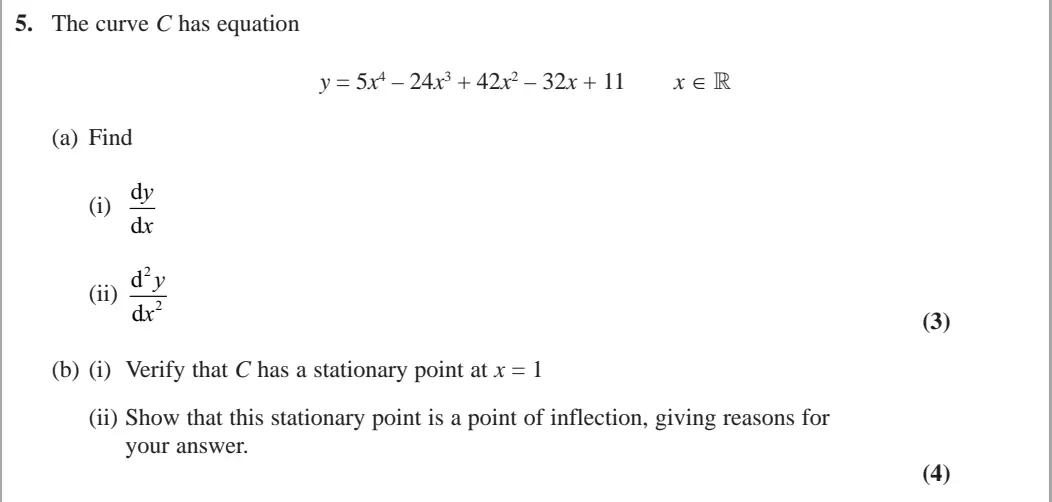 5. The curve C has equation
y = 5x⁴ – 24x³ + 42x² – 32x + 11 x ∈ ℝ
(a) Find
(i) dy/dx
(ii) d²y/dx²
(3)
(b) (i) Verify that C has a stationary point at x = 1
(ii) Show that this stationary point is a point of inflection, giving reasons for
your answer.
(4)